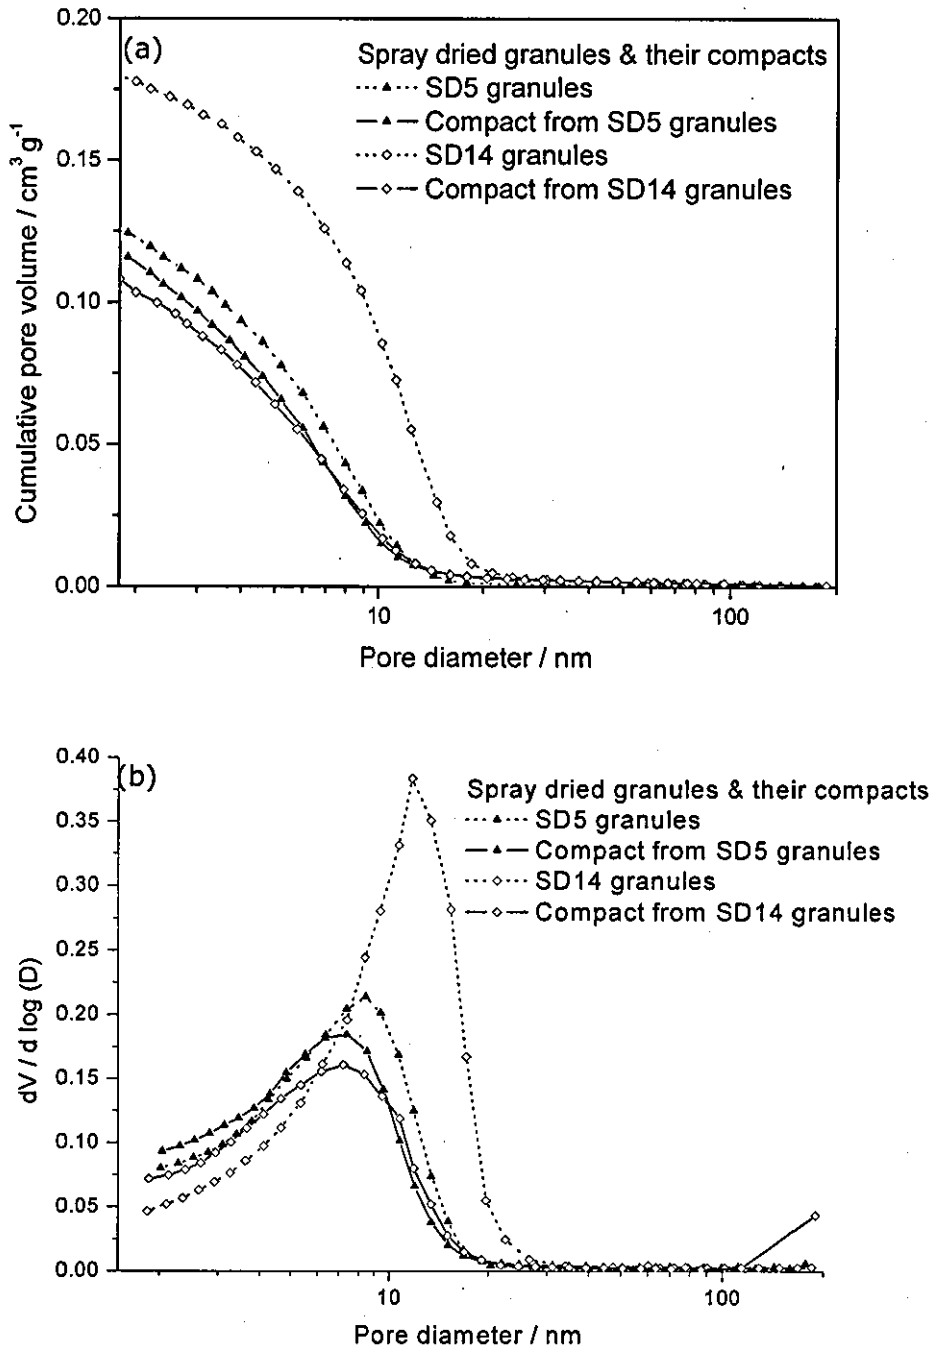 (a)
Spray dried granules & their compacts
SD5 granules
Compact from SD5 granules
SD14 granules
Compact from SD14 granules
Cumulative pore volume / cm³ g⁻¹
0.20
0.15
0.10
0.05
0.00
10
100
Pore diameter / nm
(b)
Spray dried granules & their compacts
SD5 granules
Compact from SD5 granules
SD14 granules
Compact from SD14 granules
dV / d log (D)
0.40
0.35
0.30
0.25
0.20
0.15
0.10
0.05
0.00
10
100
Pore diameter / nm